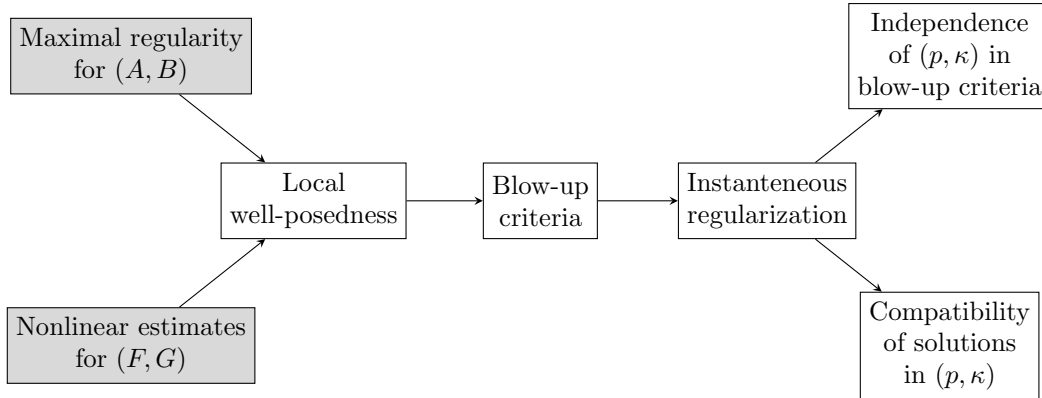 Maximal regularity
for (A, B)
Nonlinear estimates
for (F, G)
Local
well-posedness
Blow-up
criteria
Instanteneous
regularization
Independence
of (p, κ) in
blow-up criteria
Compatibility
of solutions
in (p, κ)